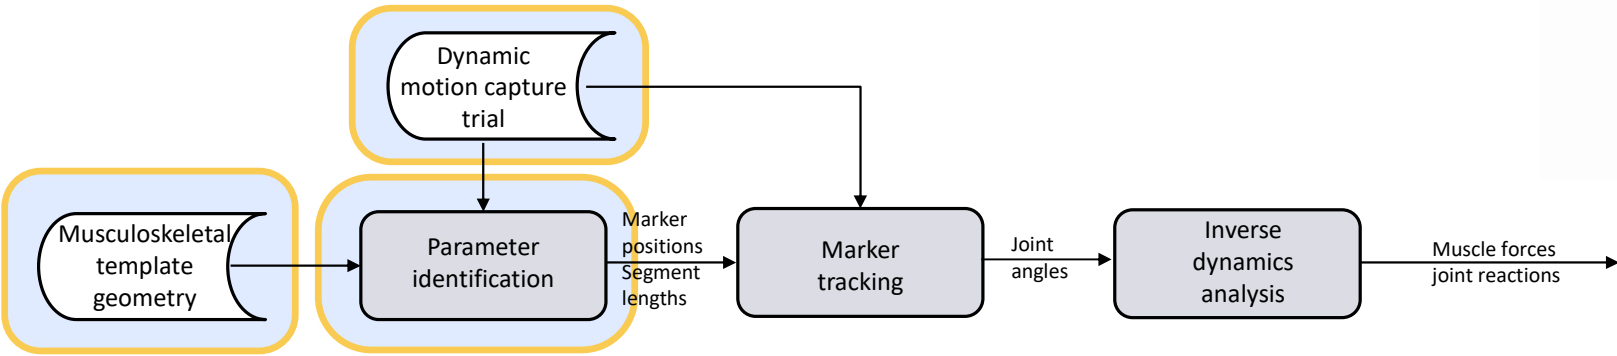 Dynamic
motion capture
trial
Musculoskeletal
template
geometry
Parameter
identification
Marker
positions
Segment
lengths
Marker
tracking
Joint
angles
Inverse
dynamics
analysis
Muscle forces
joint reactions